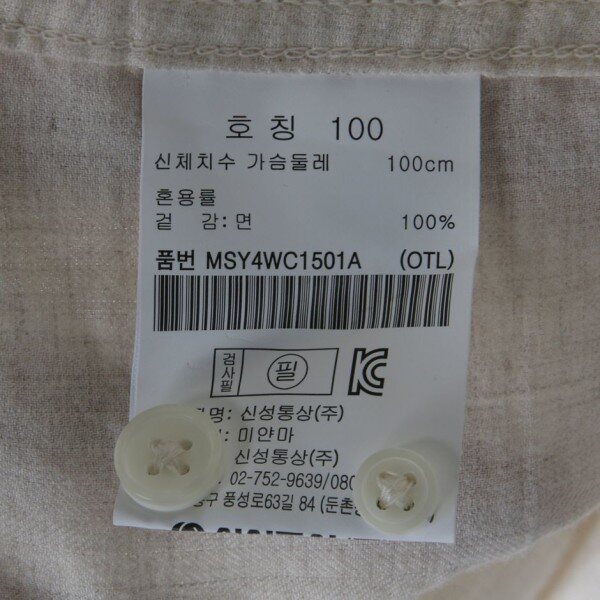 호 칭 100
신체치수 가슴둘레 100cm
혼용률
겉 감: 면 100%
품번 MSY4WC1501A (OTL)
검사필 필 KC
명: 신성통상(주)
: 미얀마
신성통상(주)
: 02-752-9639/080
구 풍성로63길 84 (둔촌